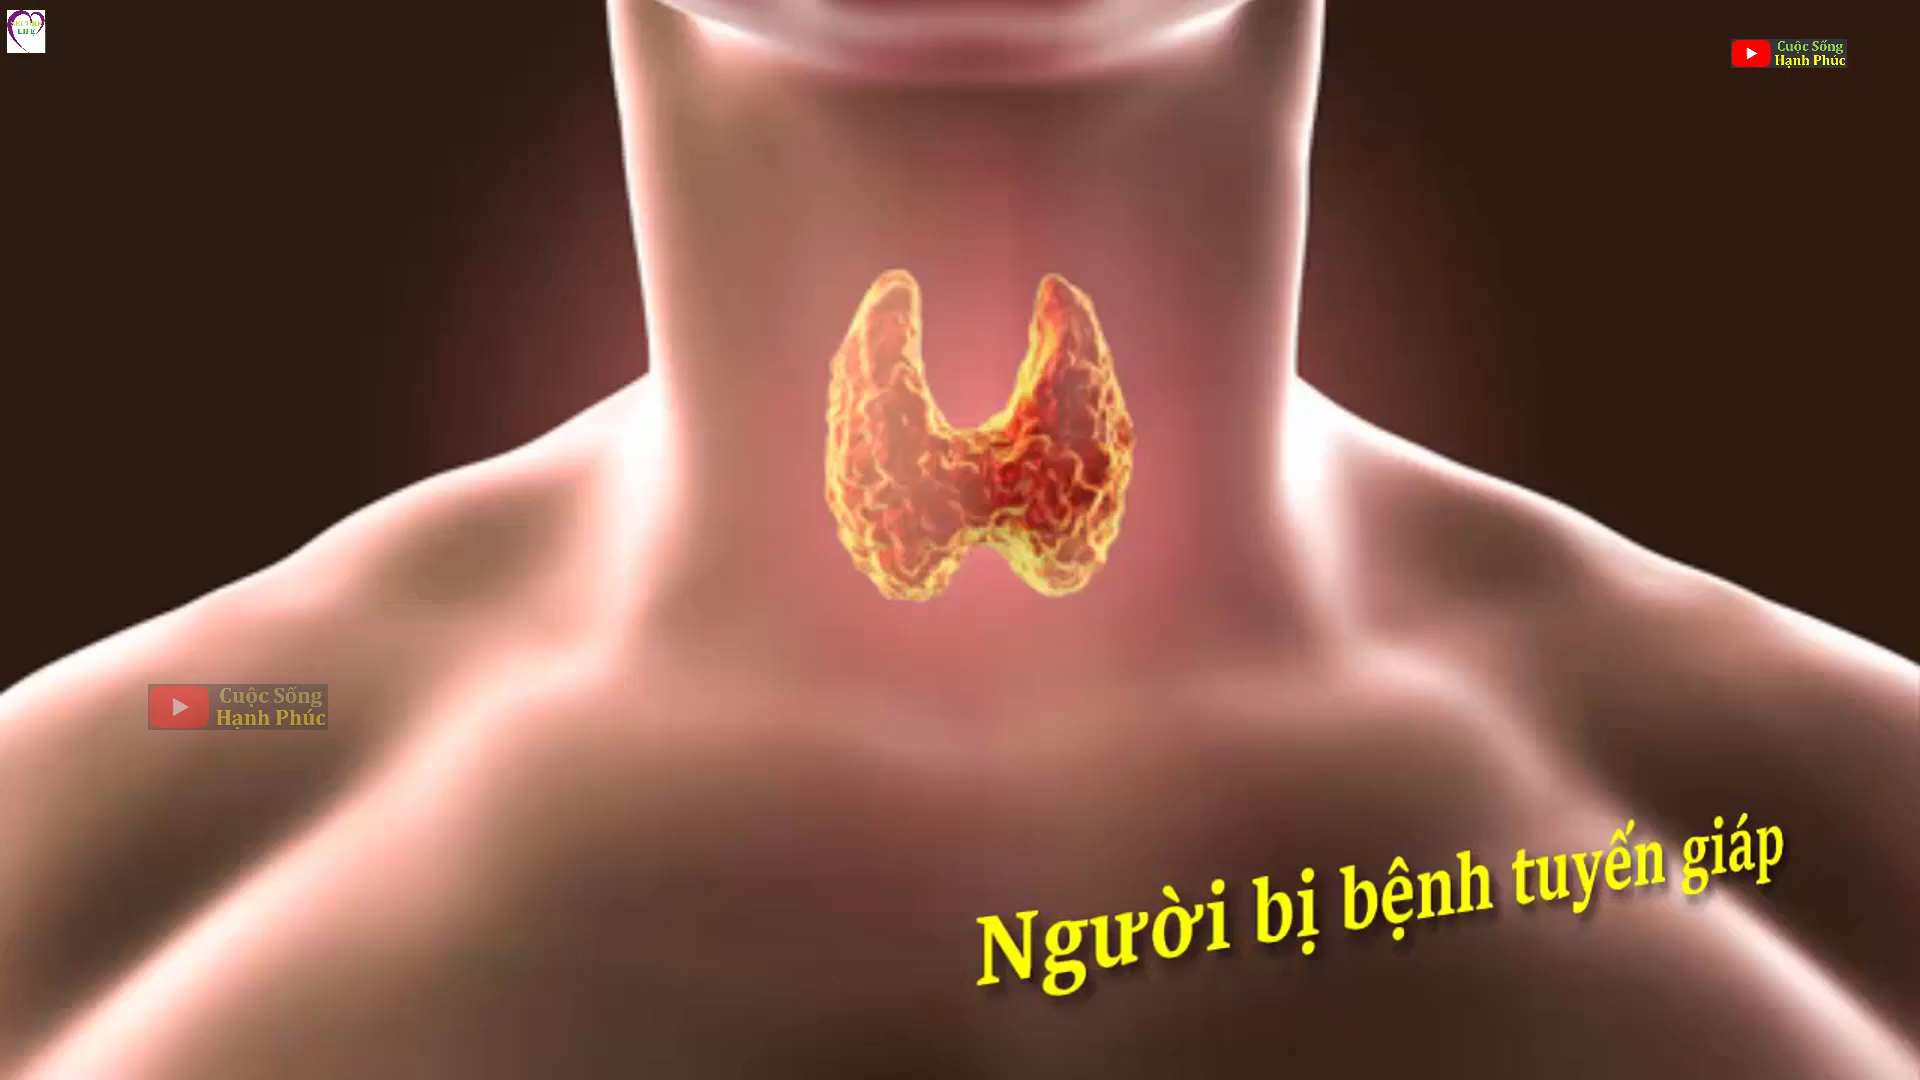 Cuộc Sống
Hạnh Phúc
Cuộc Sống
Hạnh Phúc
Người bị bệnh tuyến giáp